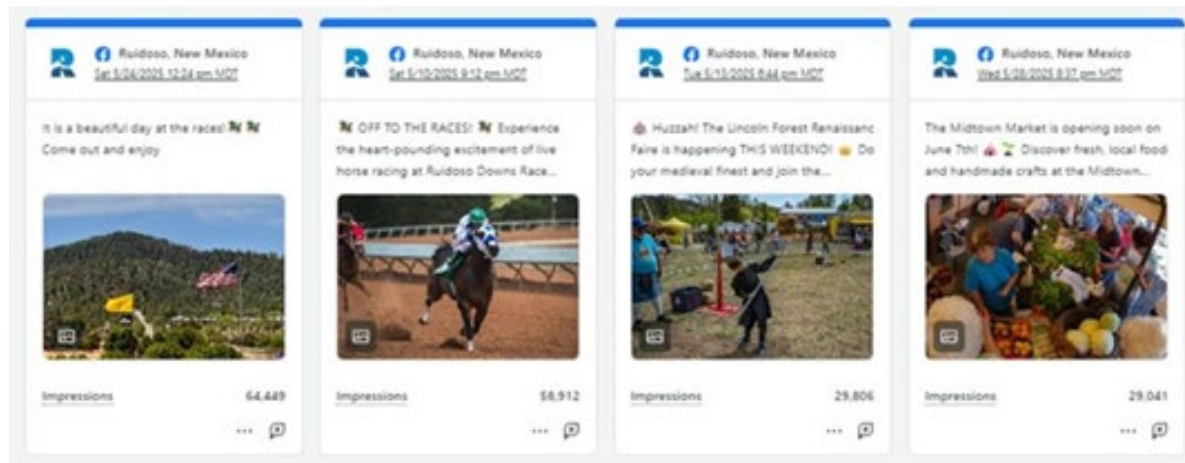 Ruidoso, New Mexico
Sat 5/24/2025 12:24 pm MDT
It is a beautiful day at the races! 🏇 🏇
Come out and enjoy
Impressions 64,449
Ruidoso, New Mexico
Sat 5/10/2025 9:12 pm MDT
🏇 OFF TO THE RACES! 🏇 Experience
the heart-pounding excitement of live
horse racing at Ruidoso Downs Race...
Impressions 58,912
Ruidoso, New Mexico
Tue 5/13/2025 6:44 pm MDT
🎪 Huzzah! The Lincoln Forest Renaissanc
Faire is happening THIS WEEKEND! 👑 Do
your medieval finest and join the...
Impressions 29,806
Ruidoso, New Mexico
Wed 5/28/2025 8:37 pm MDT
The Midtown Market is opening soon on
June 7th! 🎪 🌱 Discover fresh, local food
and handmade crafts at the Midtown...
Impressions 29,041